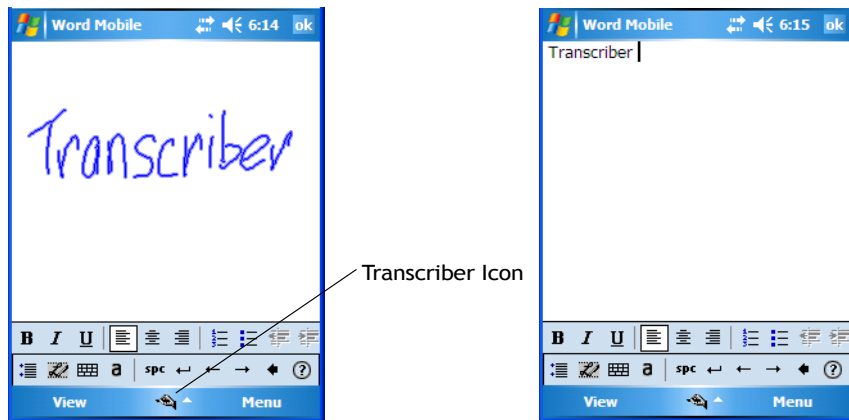 Word Mobile 6:14 ok
Transcriber
B I U
a spc ?
View Menu
Transcriber Icon
Word Mobile 6:15 ok
Transcriber
B I U
a spc ?
View Menu